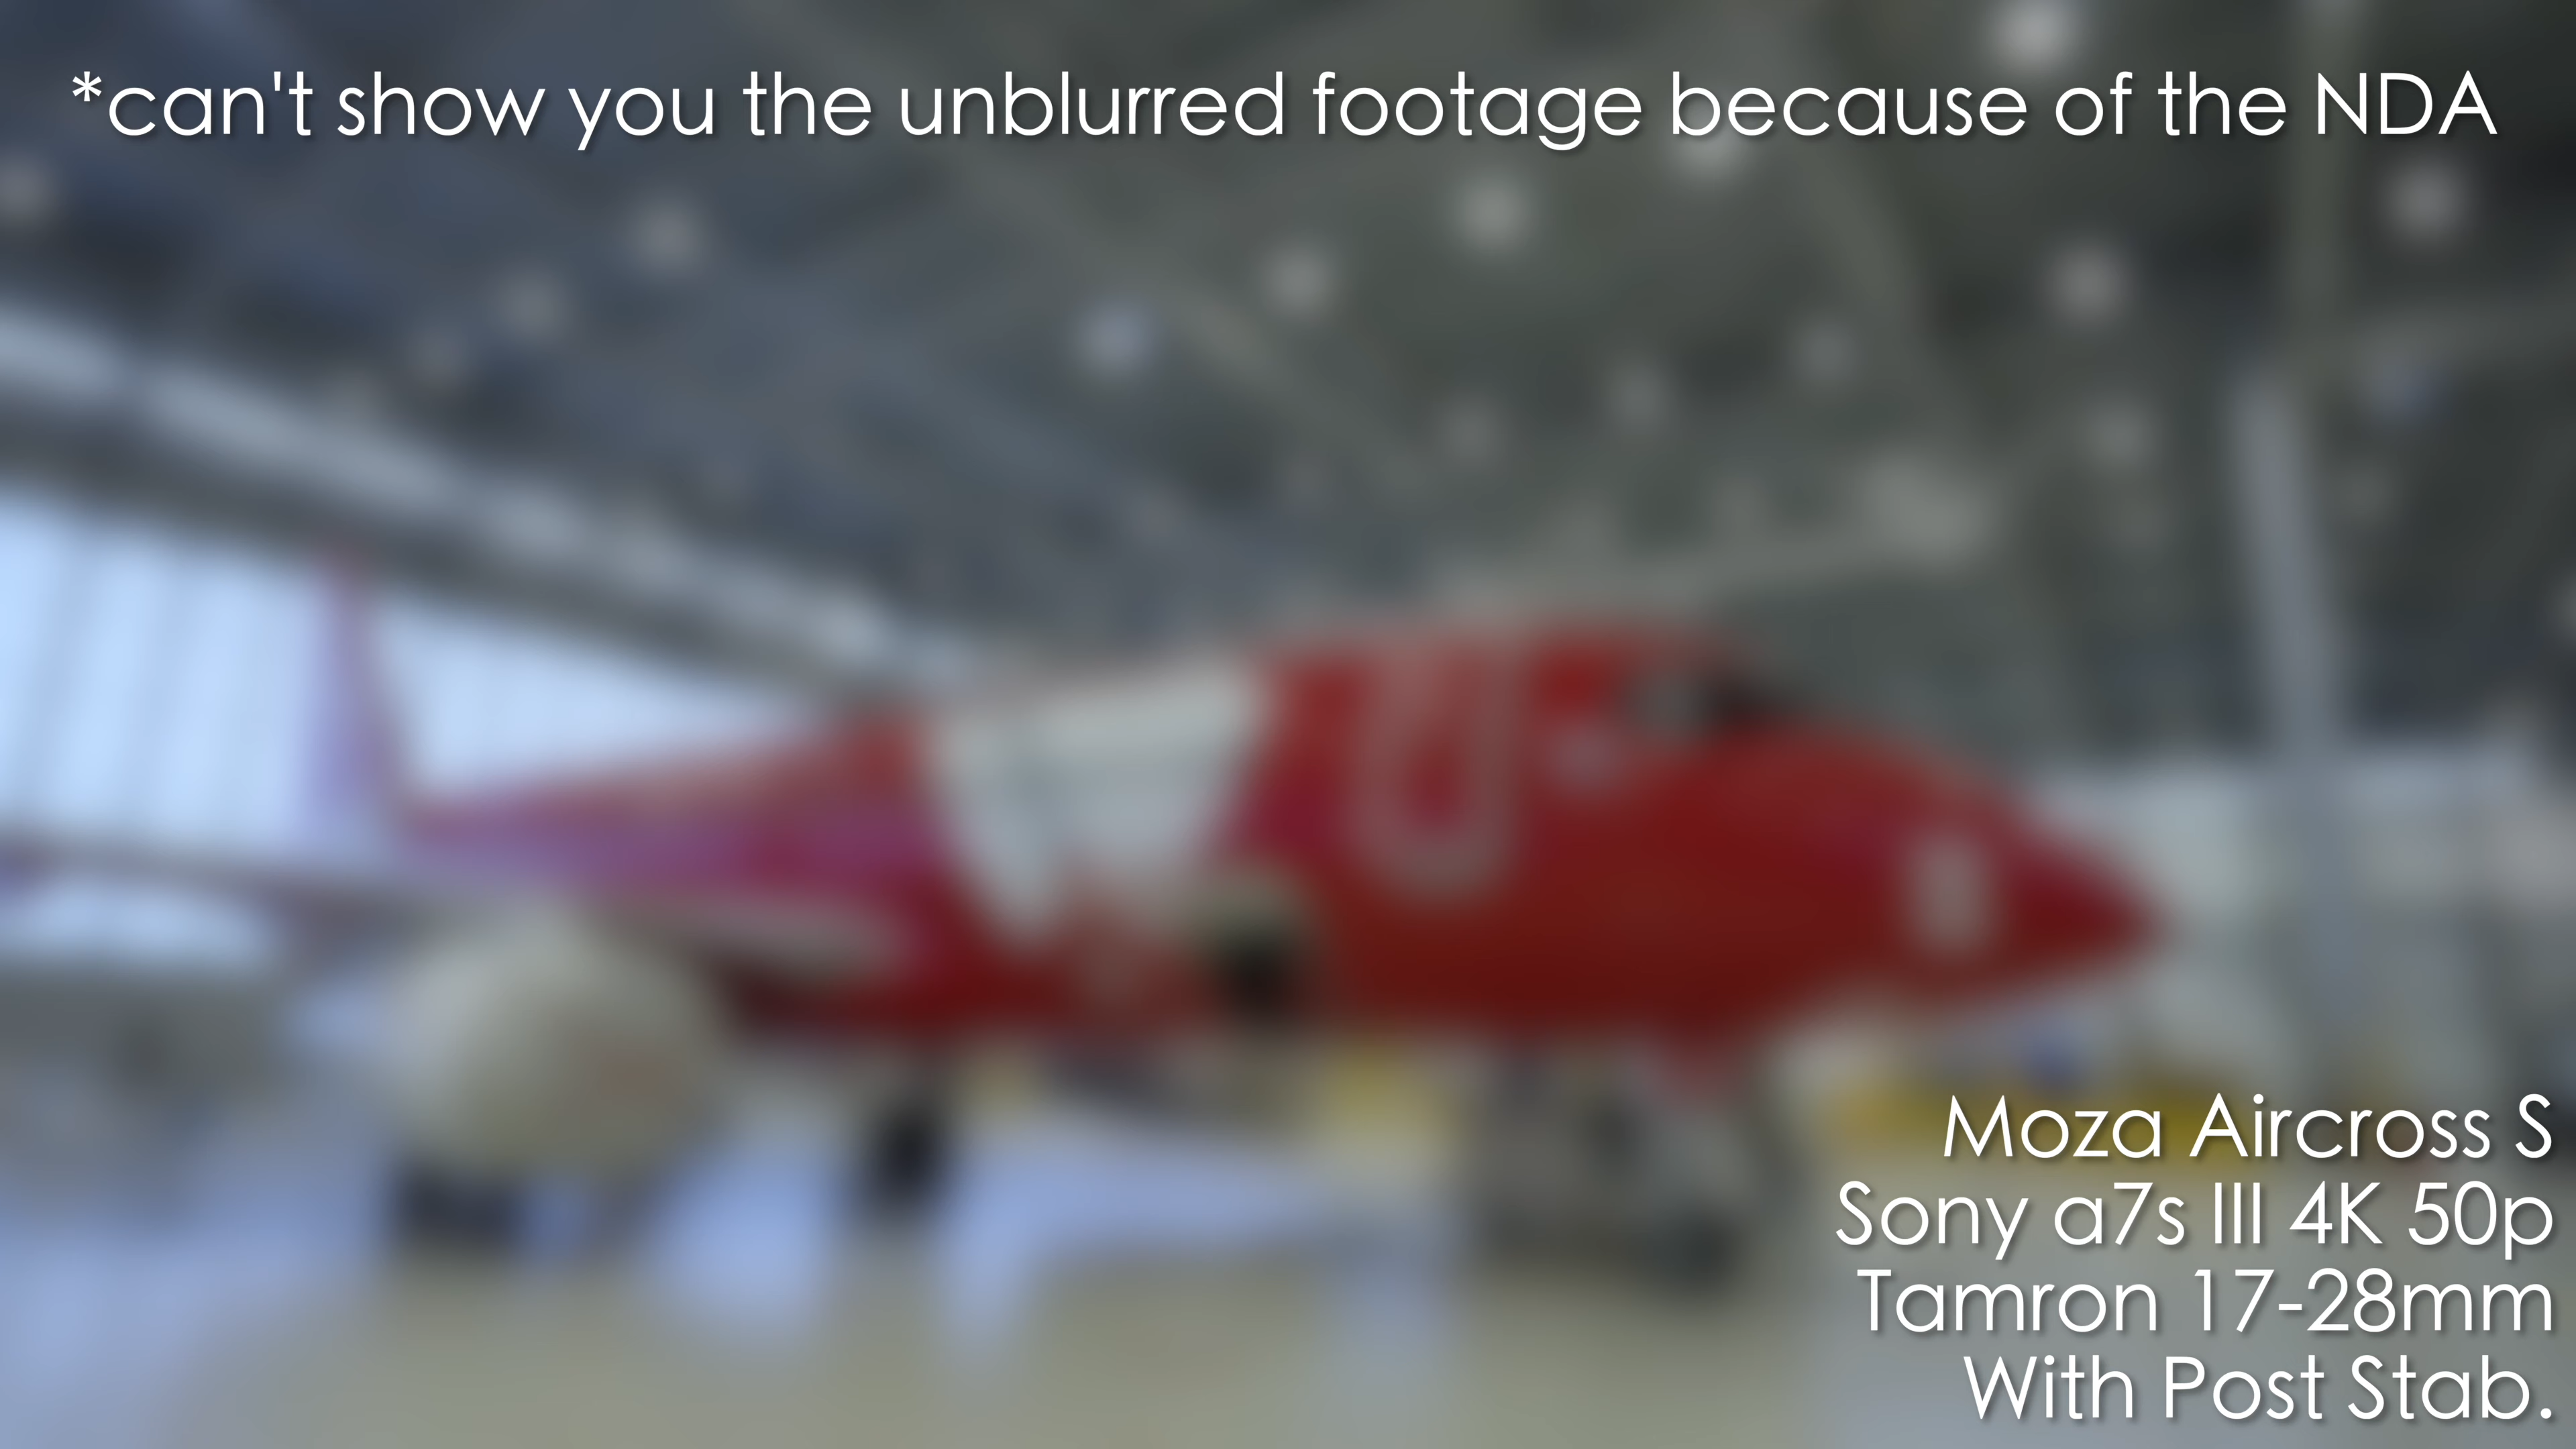 *can't show you the unblurred footage because of the NDA
Moza Aircross S
Sony a7s III 4K 50p
Tamron 17-28mm
With Post Stab.